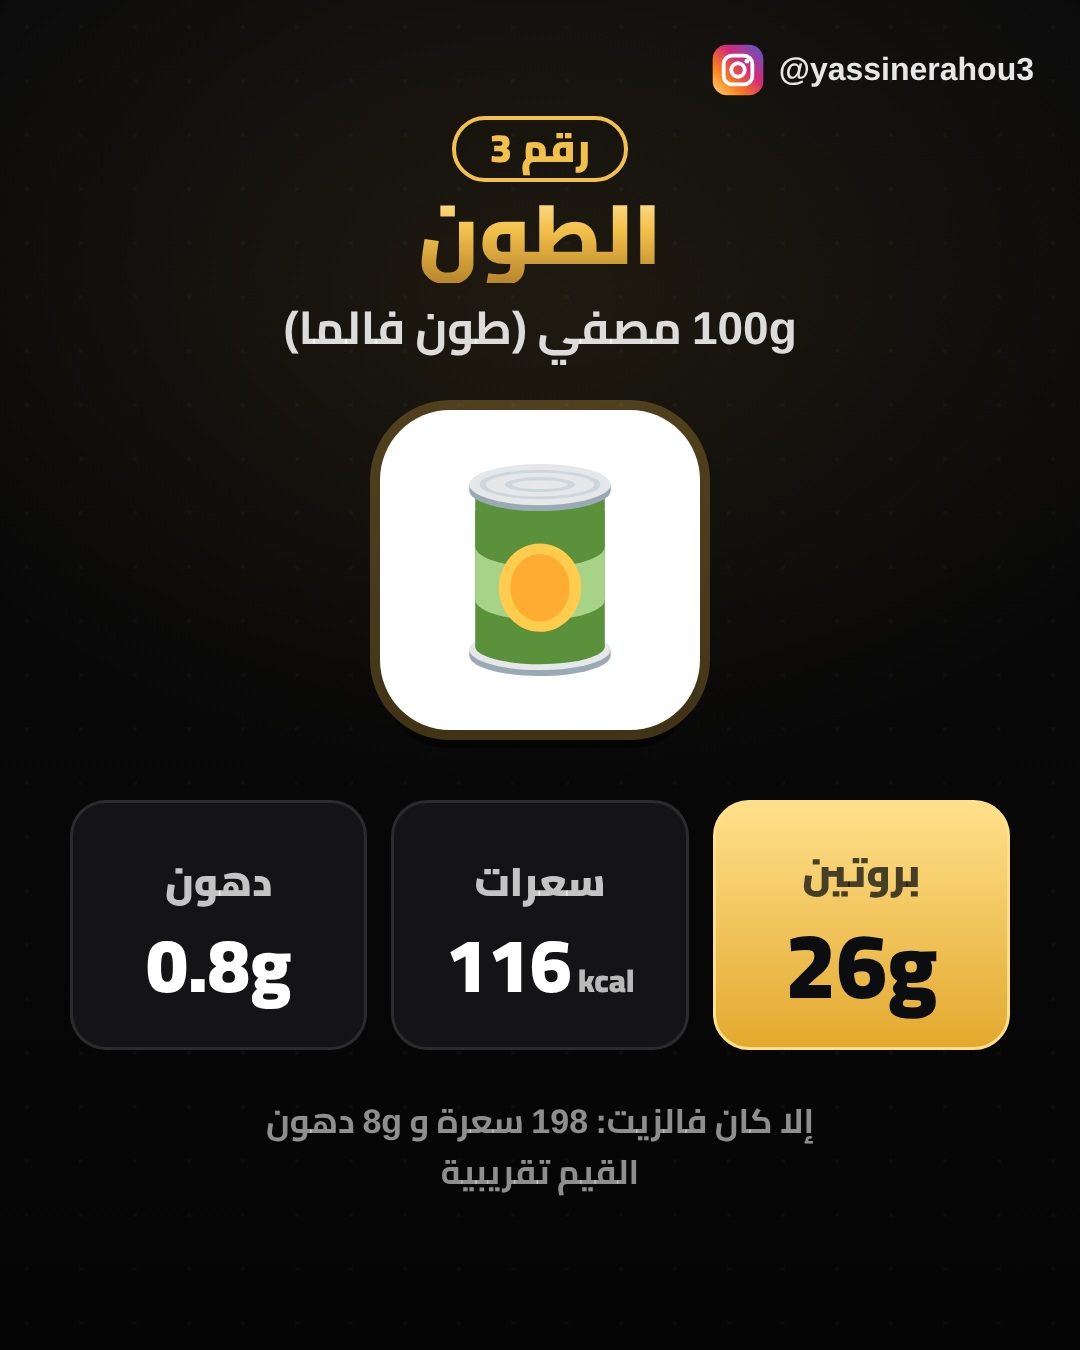 @yassinerahou3
رقم 3
الطون
100g مصفي (طون فالما)
بروتين
26g
سعرات
116 kcal
دهون
0.8g
إلا كان فالزيت: 198 سعرة و 8g دهون
القيم تقريبية